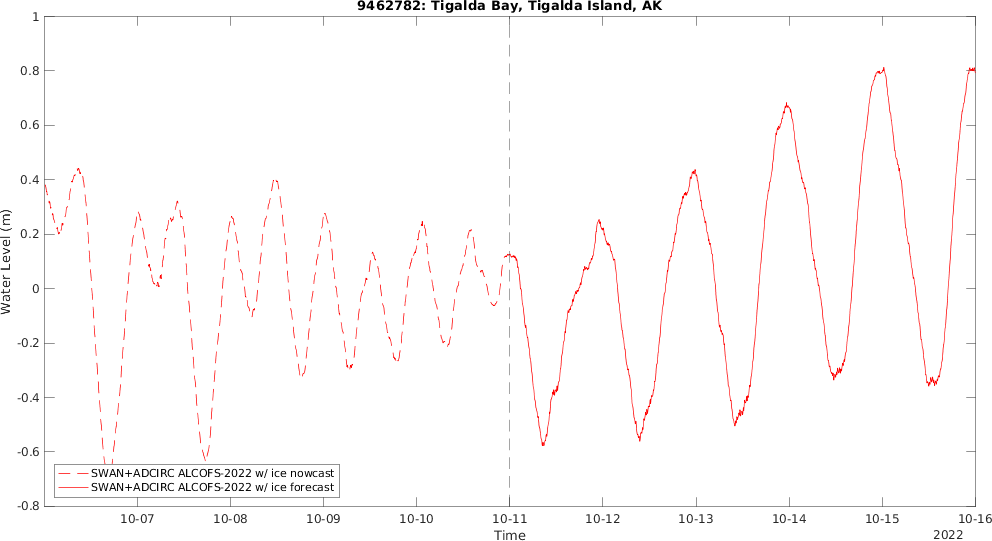 9462782: Tigalda Bay, Tigalda Island, AK
1
0.8
0.6
0.4
0.2
0
-0.2
-0.4
-0.6
-0.8
Water Level (m)
SWAN+ADCIRC ALCOFS-2022 w/ ice nowcast
SWAN+ADCIRC ALCOFS-2022 w/ ice forecast
10-07 10-08 10-09 10-10 10-11 10-12 10-13 10-14 10-15 10-16
Time
2022